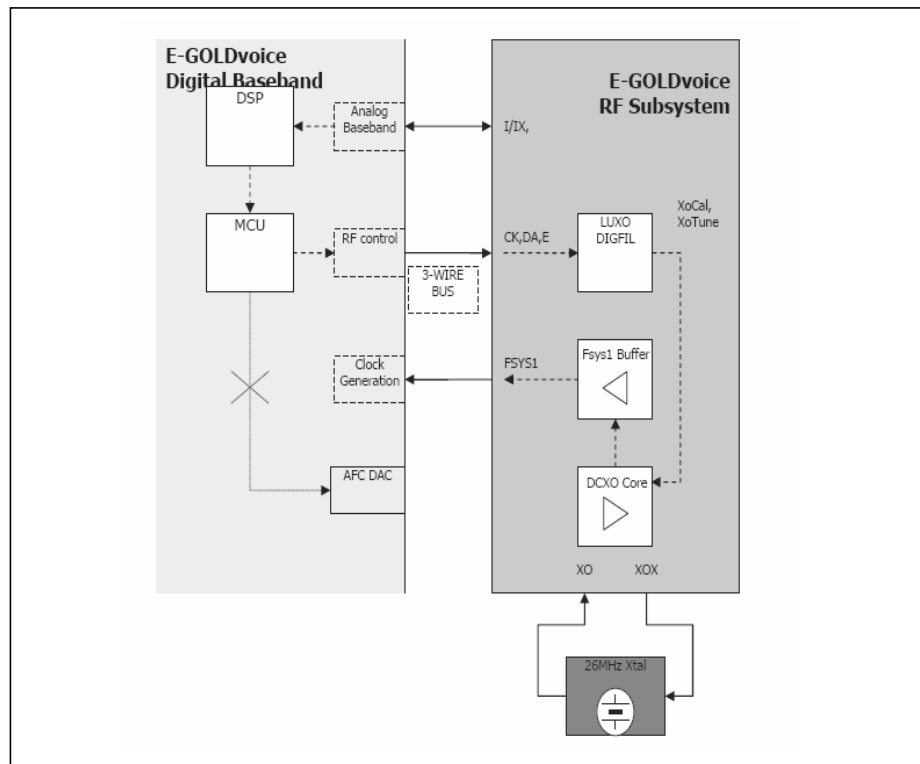 E-GOLDvoice
Digital Baseband
DSP
Analog
Baseband
I/IX,
E-GOLDvoice
RF Subsystem
MCU
RF control
3-WIRE
BUS
CK,DA,E
LUXO
DIGFIL
XoCal,
XoTune
Clock
Generation
FSYS1
Fsys1 Buffer
AFC DAC
DCXO Core
XO
XOX
26MHz Xtal